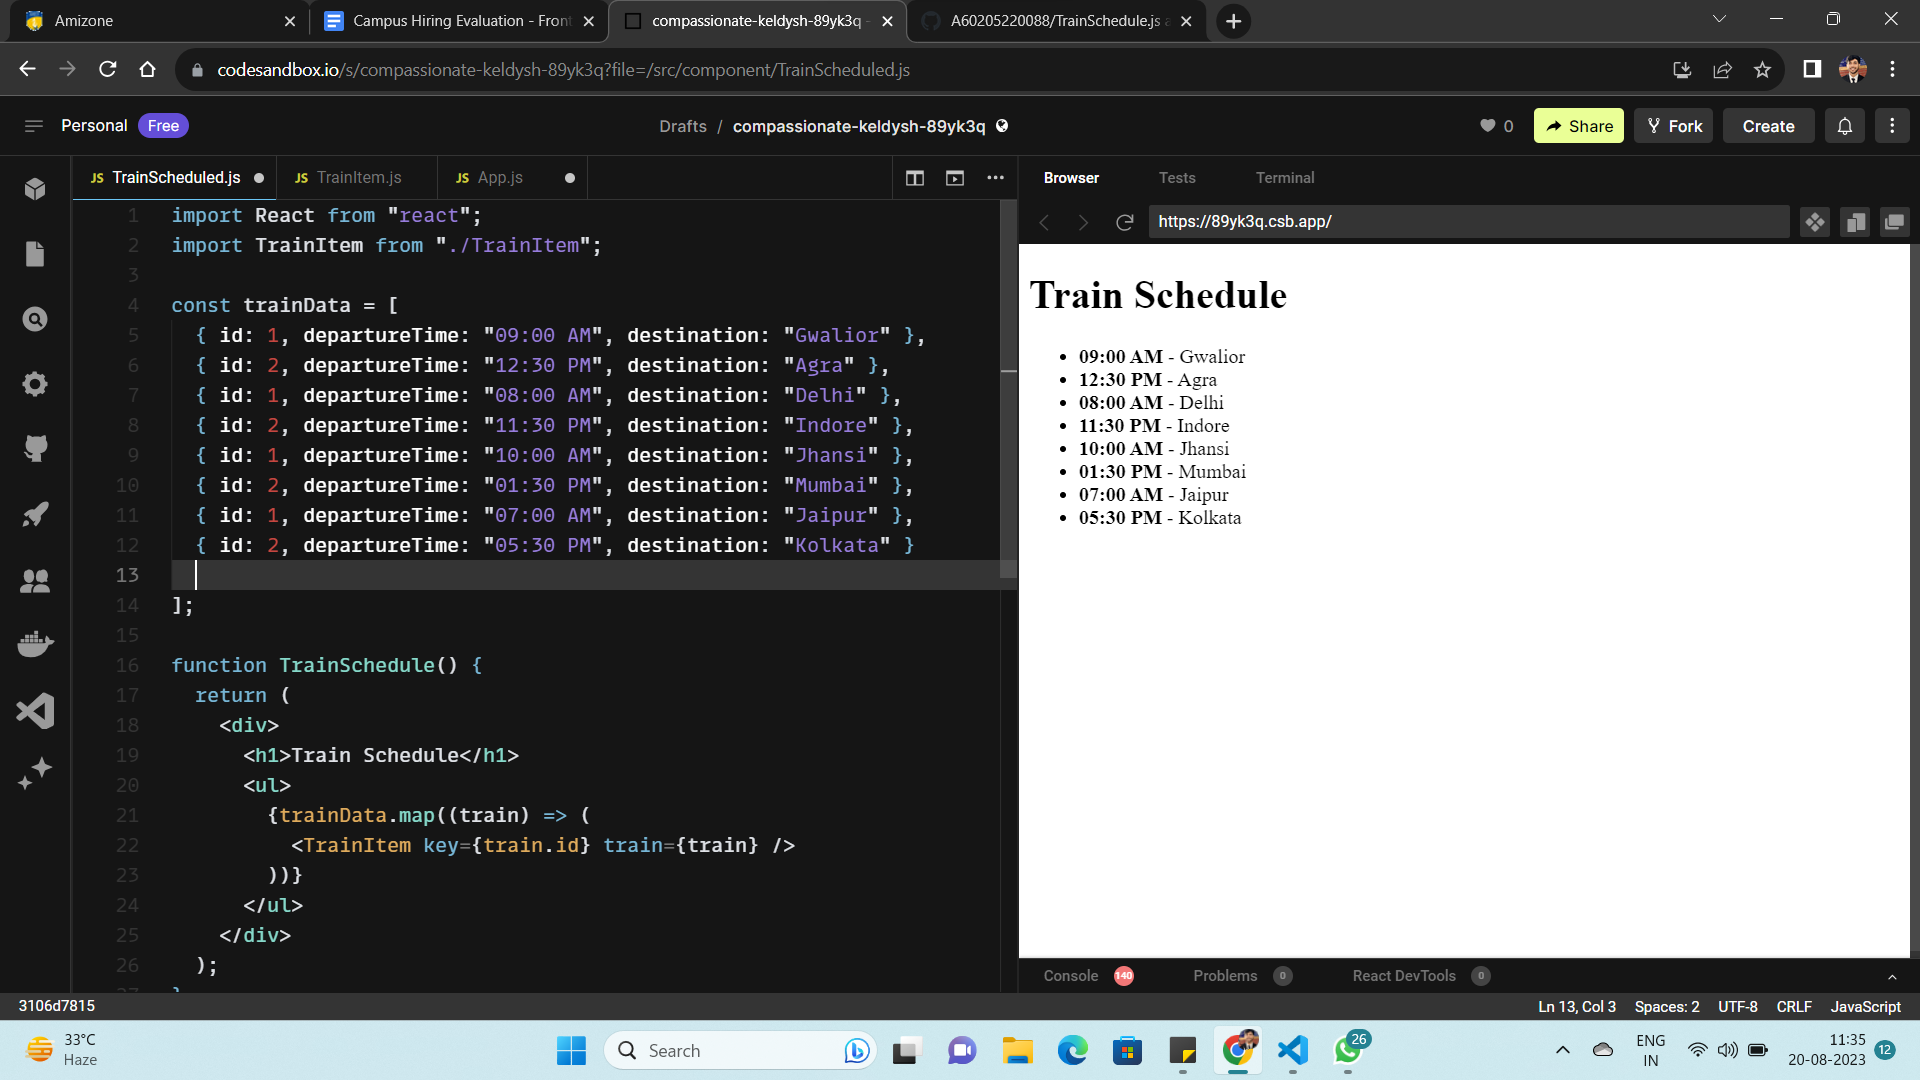 Amizone
Campus Hiring Evaluation - Front
compassionate-keldysh-89yk3q -
A60205220088/TrainSchedule.js a
codesandbox.io/s/compassionate-keldysh-89yk3q?file=/src/component/TrainScheduled.js
Personal Free
Drafts / compassionate-keldysh-89yk3q
0 Share Fork Create
JS TrainScheduled.js
JS TrainItem.js
JS App.js
Browser Tests Terminal
https://89yk3q.csb.app/
1 import React from "react";
2 import TrainItem from "./TrainItem";
3
4 const trainData = [
5 { id: 1, departureTime: "09:00 AM", destination: "Gwalior" },
6 { id: 2, departureTime: "12:30 PM", destination: "Agra" },
7 { id: 1, departureTime: "08:00 AM", destination: "Delhi" },
8 { id: 2, departureTime: "11:30 PM", destination: "Indore" },
9 { id: 1, departureTime: "10:00 AM", destination: "Jhansi" },
10 { id: 2, departureTime: "01:30 PM", destination: "Mumbai" },
11 { id: 1, departureTime: "07:00 AM", destination: "Jaipur" },
12 { id: 2, departureTime: "05:30 PM", destination: "Kolkata" }
13
14 ];
15
16 function TrainSchedule() {
17 return (
18 <div>
19 <h1>Train Schedule</h1>
20 <ul>
21 {trainData.map((train) => (
22 <TrainItem key={train.id} train={train} />
23 ))}
24 </ul>
25 </div>
26 );
Train Schedule
• 09:00 AM - Gwalior
• 12:30 PM - Agra
• 08:00 AM - Delhi
• 11:30 PM - Indore
• 10:00 AM - Jhansi
• 01:30 PM - Mumbai
• 07:00 AM - Jaipur
• 05:30 PM - Kolkata
Console 140 Problems 0 React DevTools 0
3106d7815
Ln 13, Col 3 Spaces: 2 UTF-8 CRLF JavaScript
33°C
Haze
Search
26
ENG
IN
11:35
20-08-2023
12